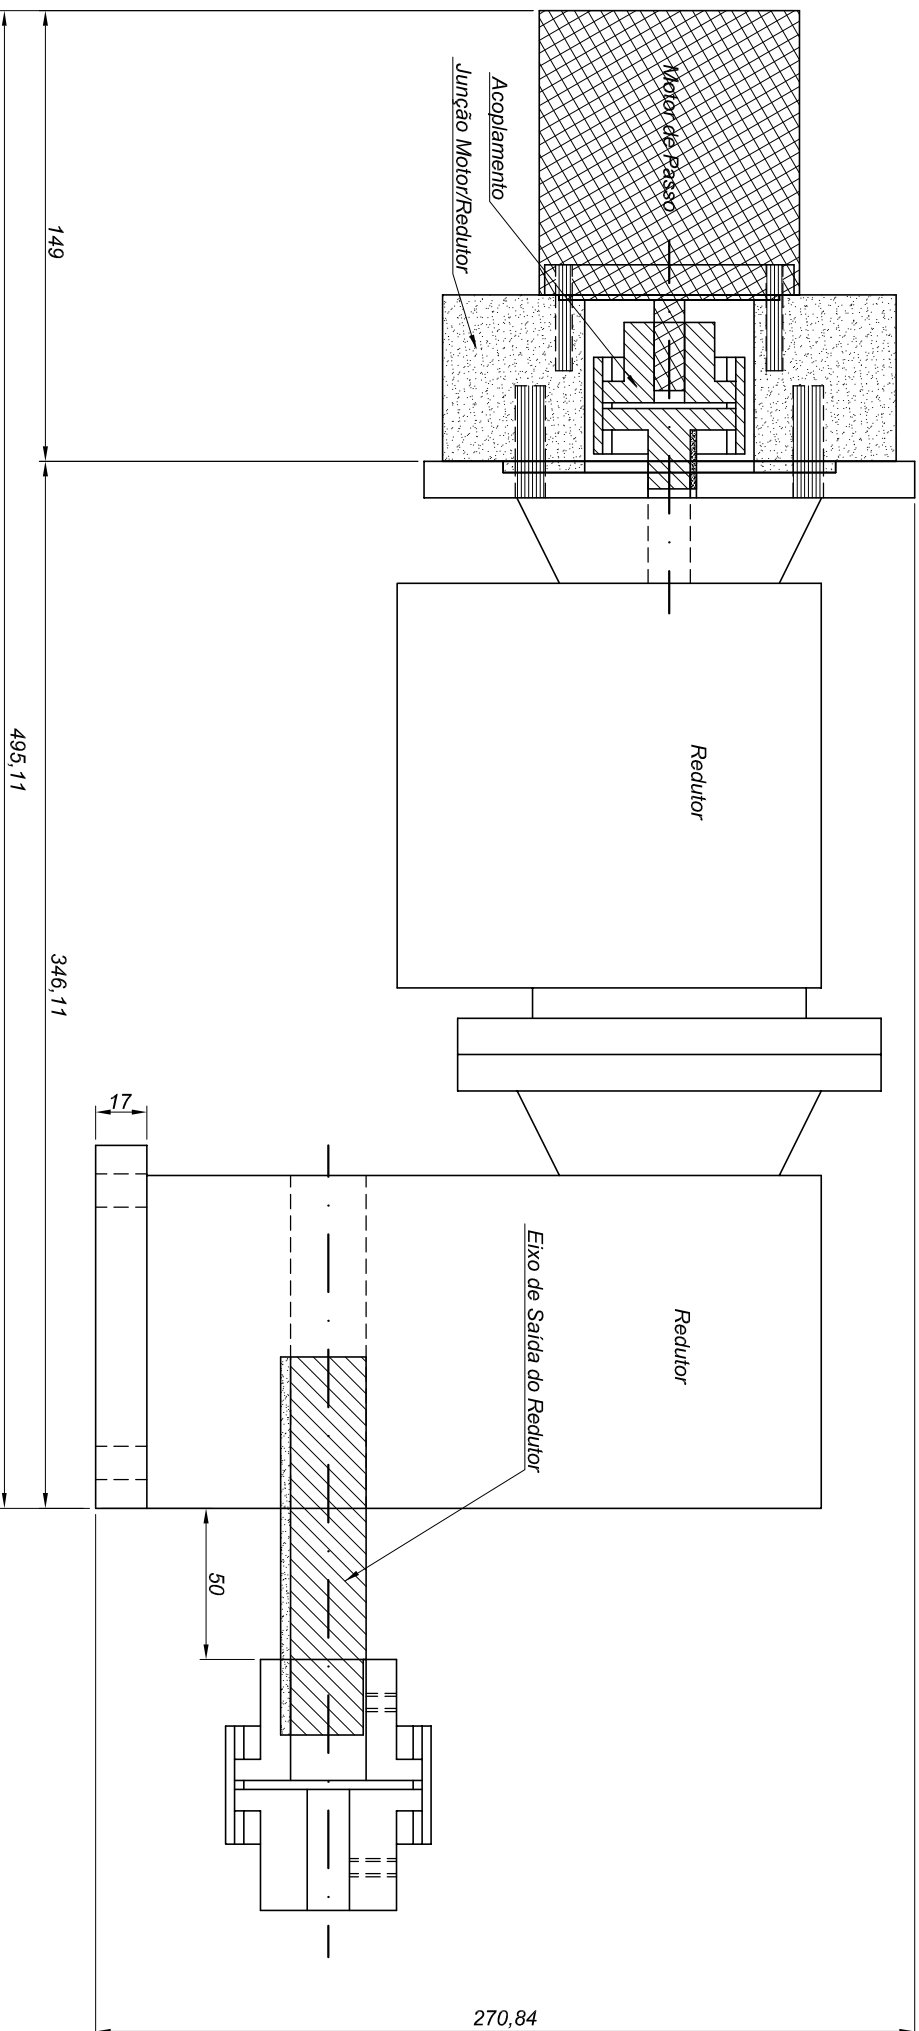 Motor de Passo
Acoplamento
Junção Motor/Redutor
149
Redutor
495,11
346,11
17
Redutor
Eixo de Saída do Redutor
50
270,84